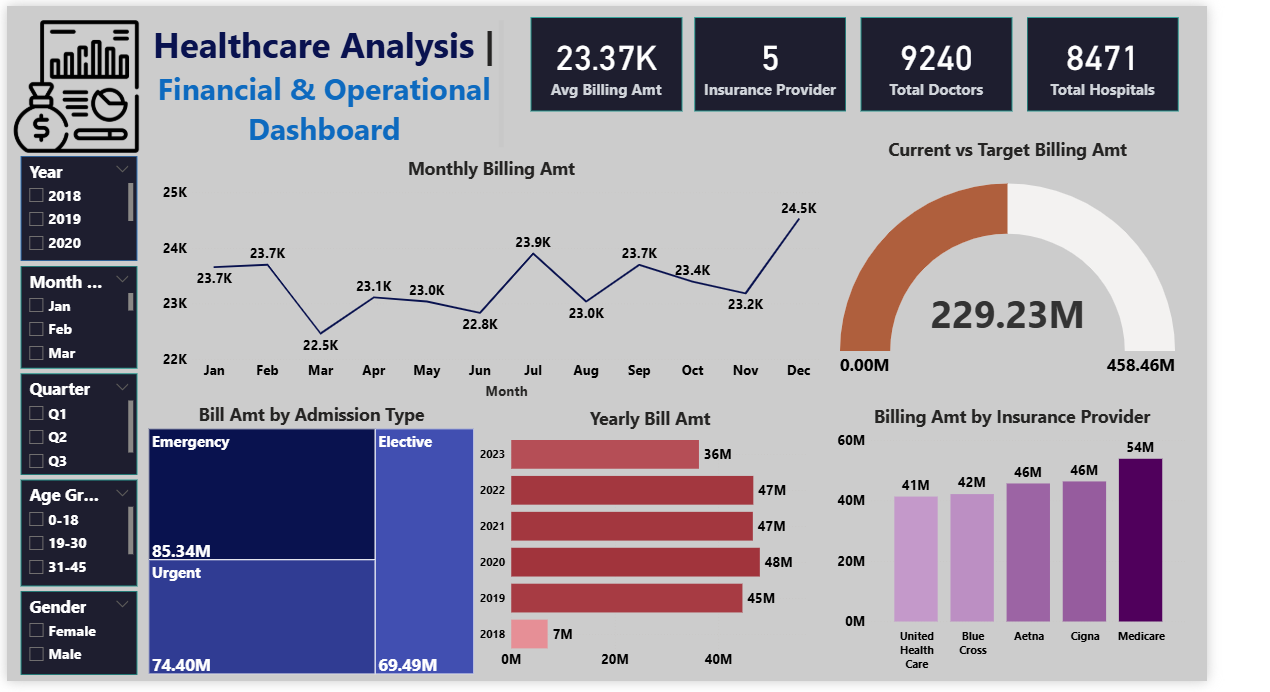 Healthcare Analysis |
Financial & Operational
Dashboard
23.37K
Avg Billing Amt
5
Insurance Provider
9240
Total Doctors
8471
Total Hospitals
$
Year
2018
2019
2020
Month ...
Jan
Feb
Mar
Quarter
Q1
Q2
Q3
Age Gr...
0-18
19-30
31-45
Gender
Female
Male
Monthly Billing Amt
25K
24K
23K
22K
23.7K
23.7K
22.5K
23.1K
23.0K
22.8K
23.9K
23.0K
23.7K
23.4K
23.2K
24.5K
Jan Feb Mar Apr May Jun Jul Aug Sep Oct Nov Dec
Month
Current vs Target Billing Amt
229.23M
0.00M 458.46M
Bill Amt by Admission Type
Emergency
85.34M
Urgent
74.40M
Elective
69.49M
Yearly Bill Amt
2023 36M
2022 47M
2021 47M
2020 48M
2019 45M
2018 7M
0M 20M 40M
Billing Amt by Insurance Provider
60M
40M
20M
0M
41M
42M
46M
46M
54M
United
Health
Care
Blue
Cross
Aetna
Cigna
Medicare